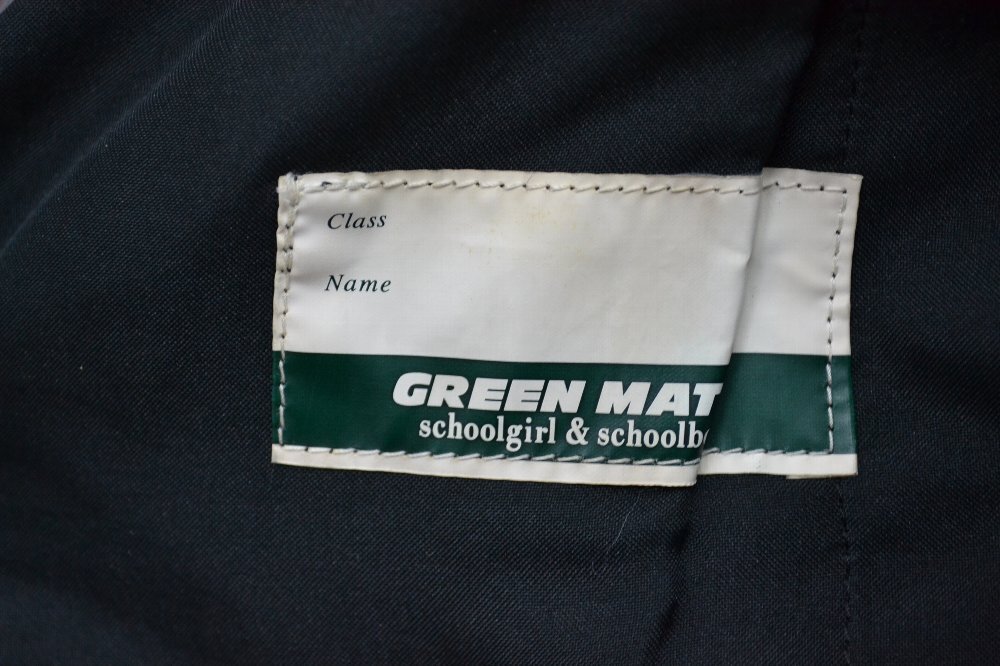 Class
Name
GREEN MAT
schoolgirl & schoolb